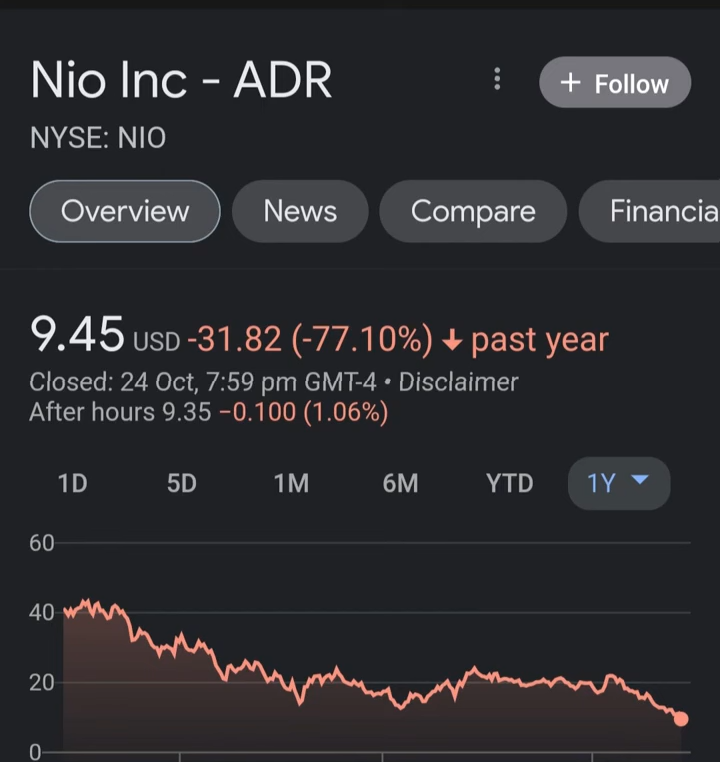 Nio Inc - ADR
+ Follow
NYSE: NIO
Overview News Compare Financia
9.45 USD -31.82 (-77.10%) ↓ past year
Closed: 24 Oct, 7:59 pm GMT-4 • Disclaimer
After hours 9.35 −0.100 (1.06%)
1D 5D 1M 6M YTD 1Y
60
40
20
0